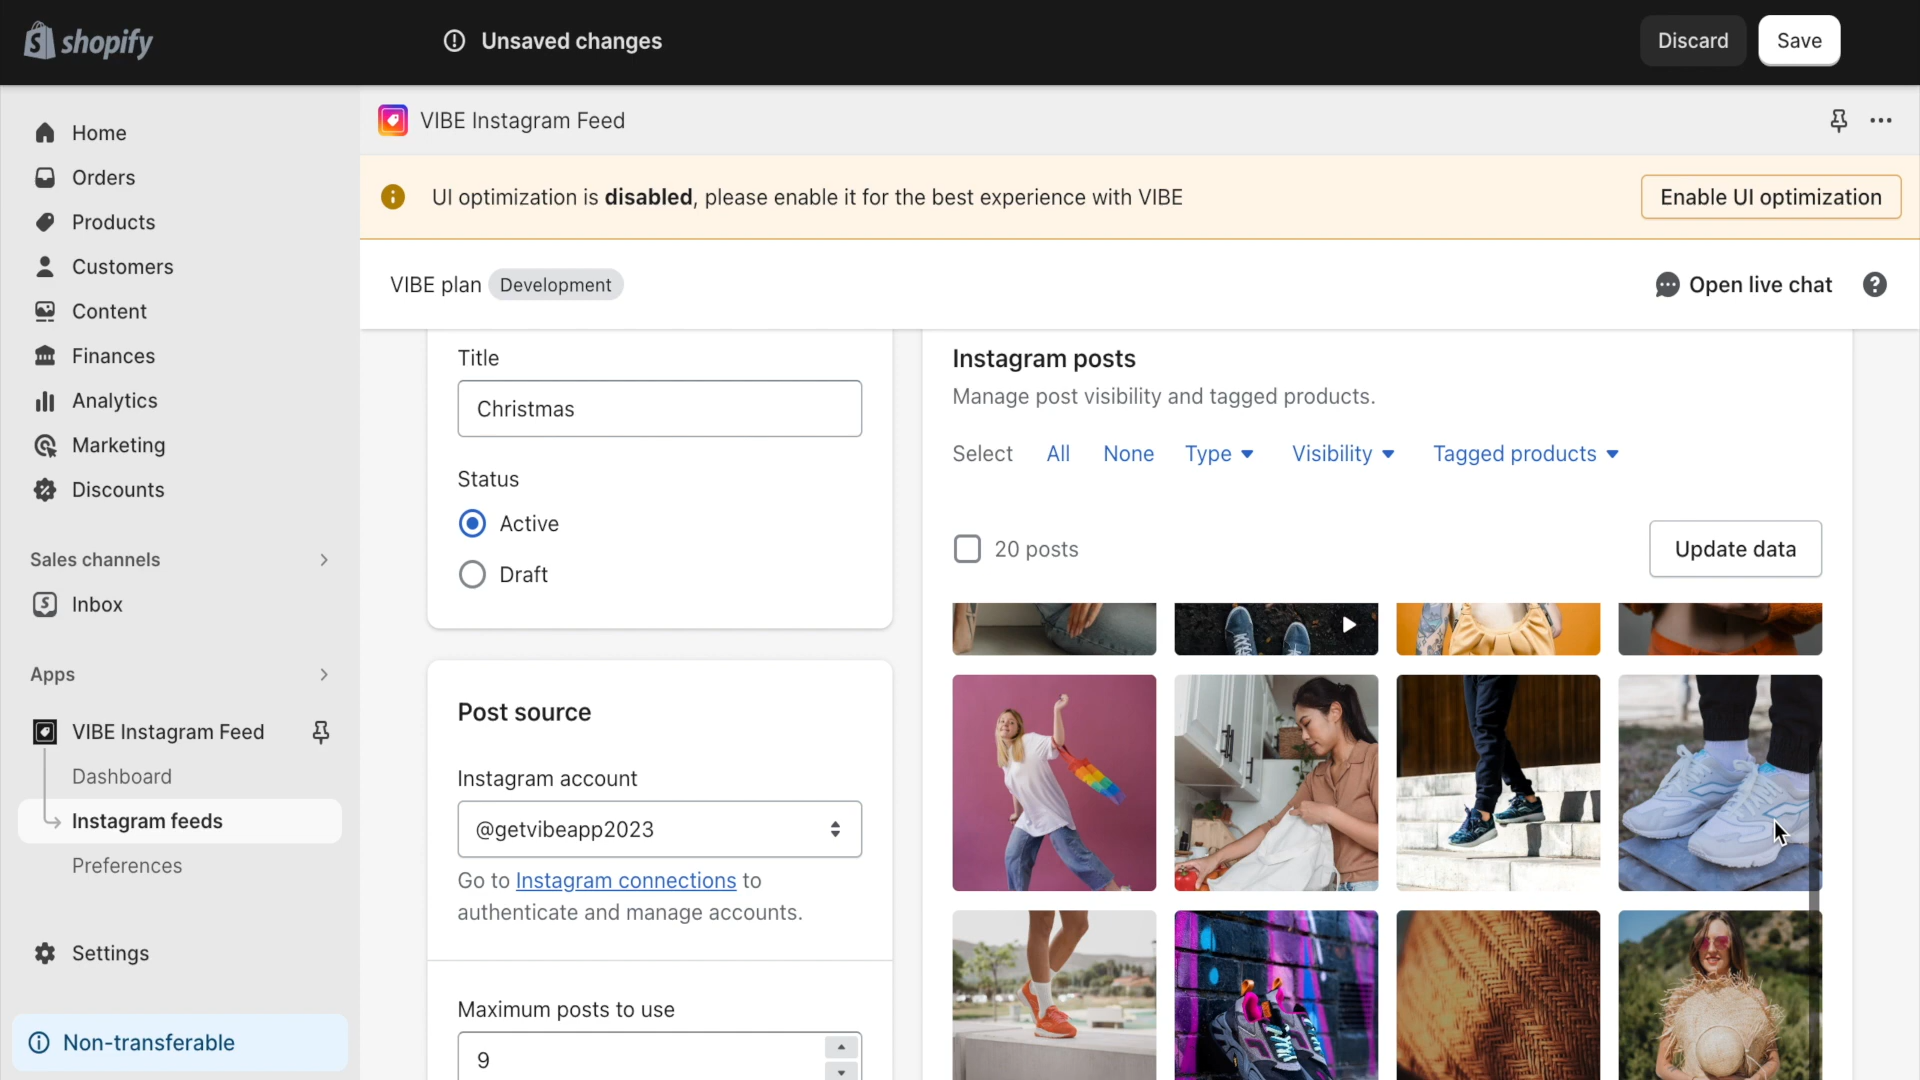 shopify
Unsaved changes
Discard
Save
Home
Orders
Products
Customers
Content
Finances
Analytics
Marketing
Discounts
Sales channels
Inbox
Apps
VIBE Instagram Feed
Dashboard
Instagram feeds
Preferences
Settings
Non-transferable
VIBE Instagram Feed
UI optimization is disabled, please enable it for the best experience with VIBE
Enable UI optimization
VIBE plan Development
Open live chat
Title
Christmas
Status
Active
Draft
Post source
Instagram account
@getvibeapp2023
Go to Instagram connections to
authenticate and manage accounts.
Maximum posts to use
9
Instagram posts
Manage post visibility and tagged products.
Select All None Type Visibility Tagged products
20 posts
Update data